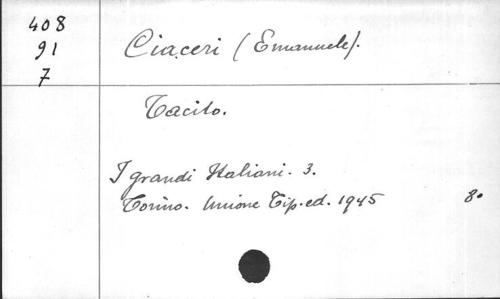 408
91
7
Ciaceri (Emanuele).
Tacito.
I grandi Italiani. 3.
Torino. Unione Tip.ed. 1945 8°